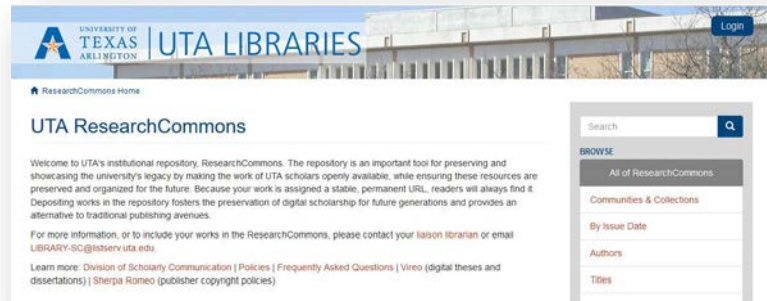 UNIVERSITY OF
TEXAS
ARLINGTON
UTA LIBRARIES
Login
ResearchCommons Home
UTA ResearchCommons
Welcome to UTA's institutional repository, ResearchCommons. The repository is an important tool for preserving and
showcasing the university's legacy by making the work of UTA scholars openly available, while ensuring these resources are
preserved and organized for the future. Because your work is assigned a stable, permanent URL, readers will always find it.
Depositing works in the repository fosters the preservation of digital scholarship for future generations and provides an
alternative to traditional publishing avenues.
For more information, or to include your works in the ResearchCommons, please contact your liaison librarian or email
LIBRARY-SC@listserv.uta.edu.
Learn more: Division of Scholarly Communication | Policies | Frequently Asked Questions | Vireo (digital theses and
dissertations) | Sherpa Romeo (publisher copyright policies)
Search
BROWSE
All of ResearchCommons
Communities & Collections
By Issue Date
Authors
Titles